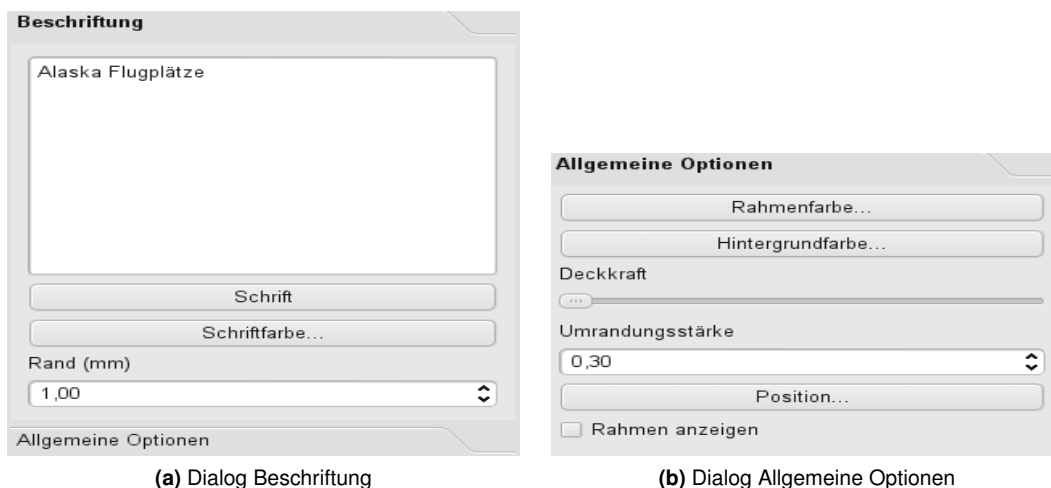 Beschriftung
Alaska Flugplätze
Schrift
Schriftfarbe...
Rand (mm)
1,00
Allgemeine Optionen
(a) Dialog Beschriftung
Allgemeine Optionen
Rahmenfarbe...
Hintergrundfarbe...
Deckkraft
Umrandungsstärke
0,30
Position...
Rahmen anzeigen
(b) Dialog Allgemeine Optionen